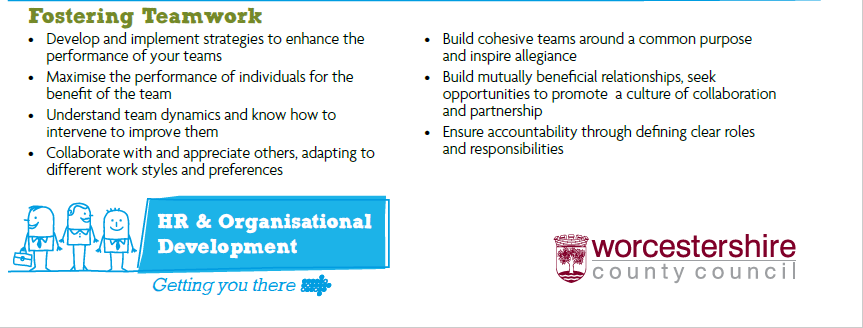 Fostering Teamwork
• Develop and implement strategies to enhance the
performance of your teams
• Maximise the performance of individuals for the
benefit of the team
• Understand team dynamics and know how to
intervene to improve them
• Collaborate with and appreciate others, adapting to
different work styles and preferences
• Build cohesive teams around a common purpose
and inspire allegiance
• Build mutually beneficial relationships, seek
opportunities to promote  a culture of collaboration
and partnership
• Ensure accountability through defining clear roles
and responsibilities
HR & Organisational
Development
Getting you there
worcestershire
county council